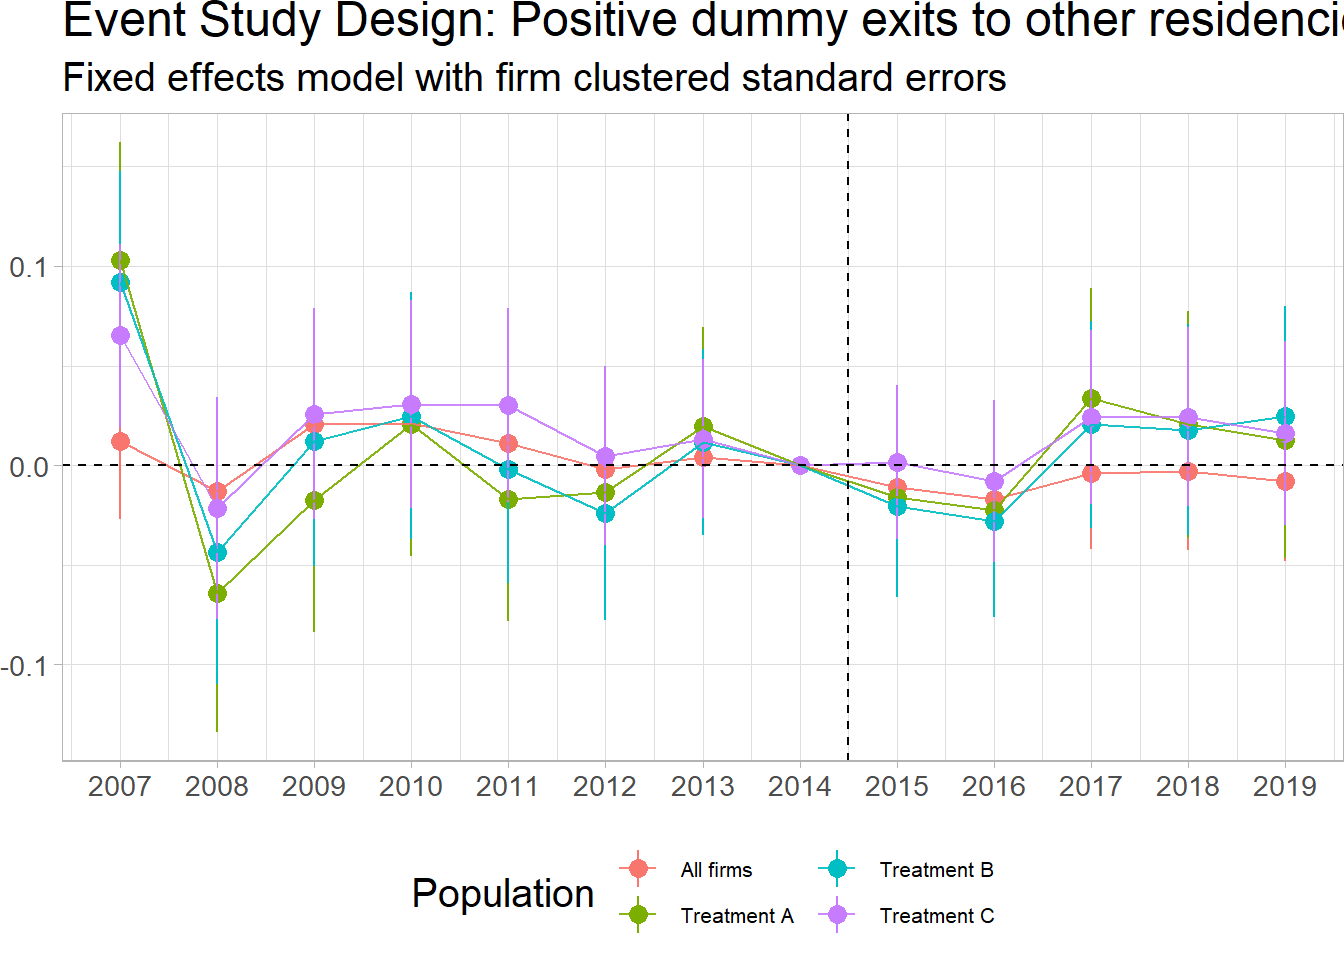 Event Study Design: Positive dummy exits to other residenci
Fixed effects model with firm clustered standard errors
0.1
0.0
-0.1
2007 2008 2009 2010 2011 2012 2013 2014 2015 2016 2017 2018 2019
Population
All firms
Treatment A
Treatment B
Treatment C